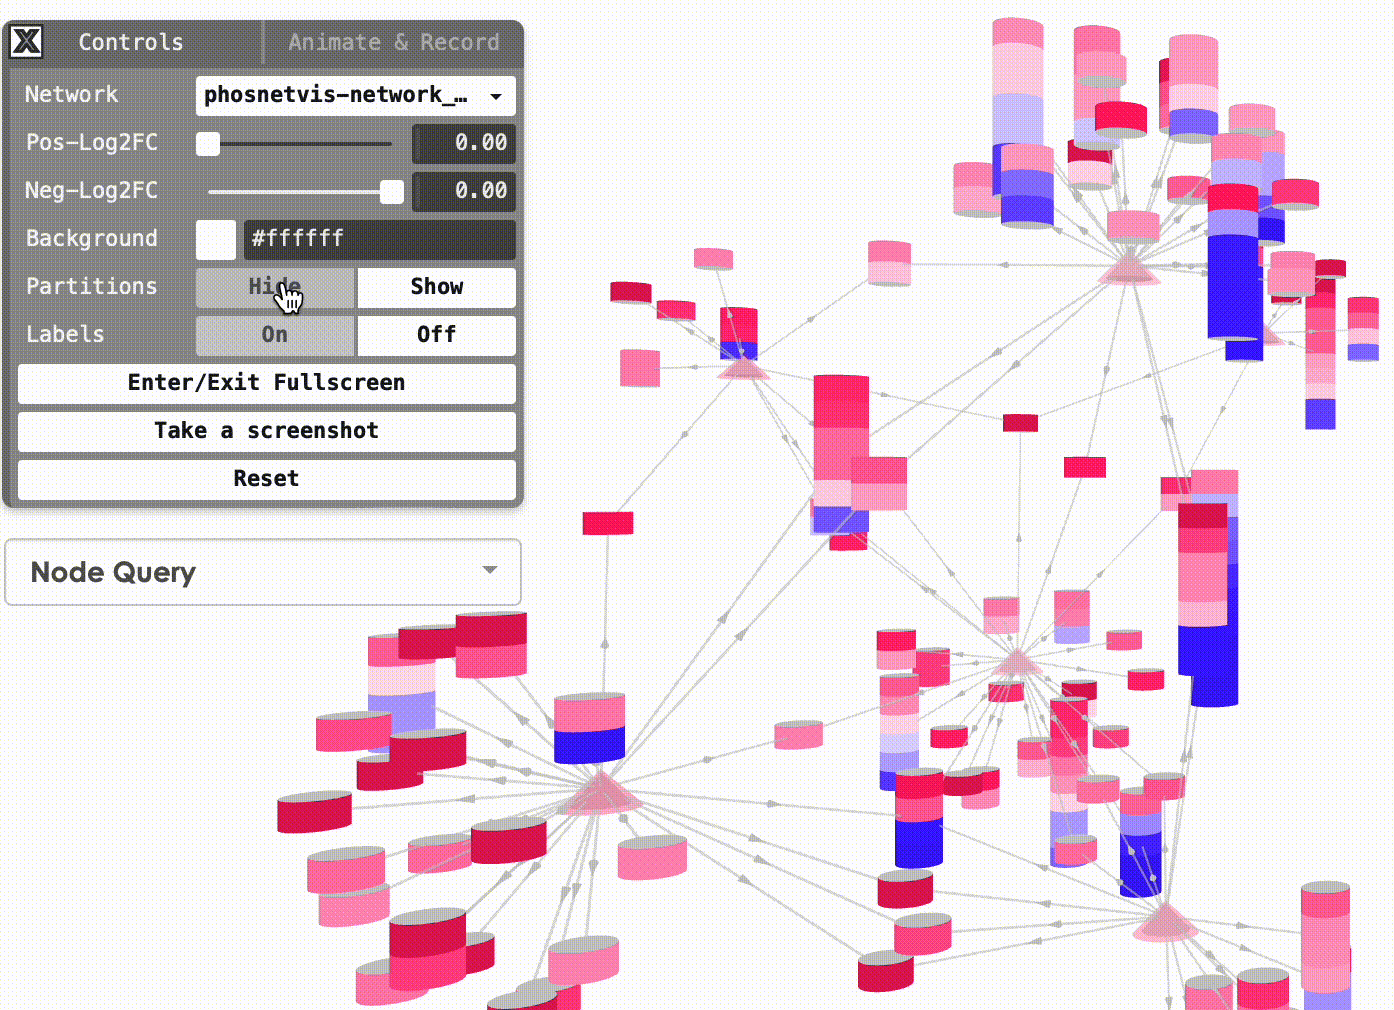 X Controls Animate & Record
Network phosnetvis-network_…
Pos-Log2FC 0.00
Neg-Log2FC 0.00
Background #ffffff
Partitions Hide Show
Labels On Off
Enter/Exit Fullscreen
Take a screenshot
Reset
Node Query